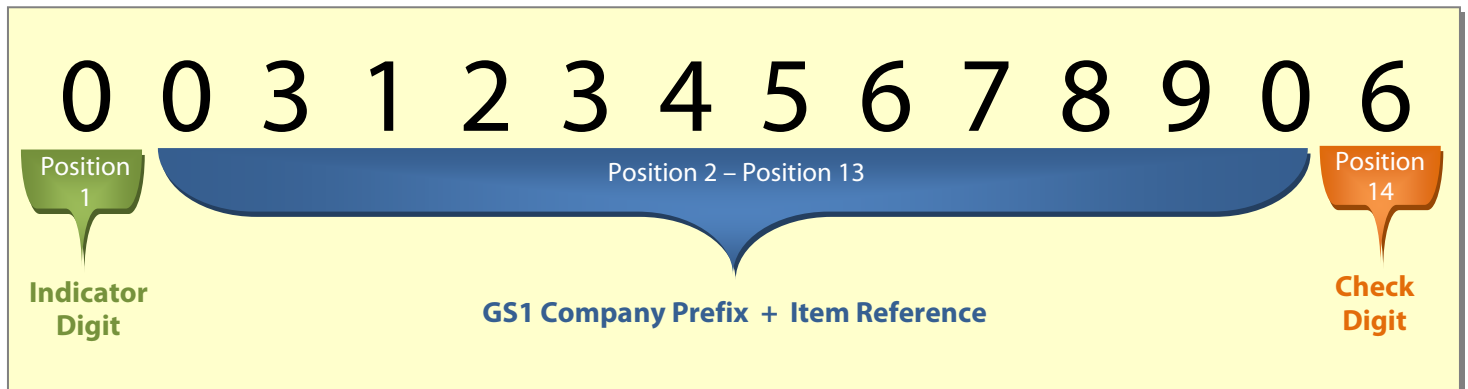 0 0 3 1 2 3 4 5 6 7 8 9 0 6
Position
1
Position 2 – Position 13
Position
14
Indicator
Digit
GS1 Company Prefix + Item Reference
Check
Digit